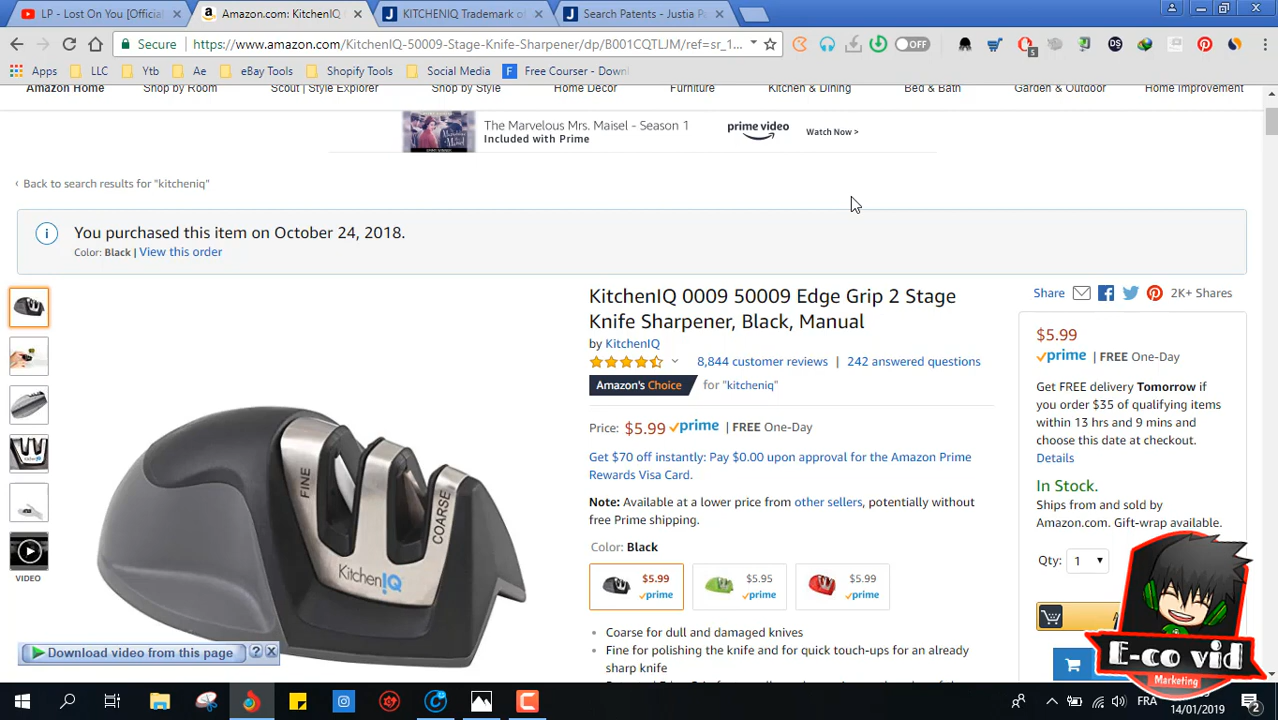 LP - Lost On You [Official
Amazon.com: KitchenIQ
KITCHENIQ Trademark of
Search Patents - Justia Pa
Secure
https://www.amazon.com/KitchenIQ-50009-Stage-Knife-Sharpener/dp/B001CQTLJM/ref=sr_1...
OFF
5
Apps
LLC
Ytb
Ae
eBay Tools
Shopify Tools
Social Media
Free Courser - Downl
Amazon Home
Shop by Room
Scout | Style Explorer
Shop by Style
Home Décor
Furniture
Kitchen & Dining
Bed & Bath
Garden & Outdoor
Home Improvement
The Marvelous Mrs. Maisel - Season 1
Included with Prime
prime video
Watch Now >
‹ Back to search results for "kitcheniq"
You purchased this item on October 24, 2018.
Color: Black | View this order
KitchenIQ 0009 50009 Edge Grip 2 Stage
Knife Sharpener, Black, Manual
by KitchenIQ
8,844 customer reviews | 242 answered questions
Amazon's Choice for "kitcheniq"
Price: $5.99 prime | FREE One-Day
Get $70 off instantly: Pay $0.00 upon approval for the Amazon Prime
Rewards Visa Card.
Note: Available at a lower price from other sellers, potentially without
free Prime shipping.
Color: Black
$5.99
prime
$5.95
prime
$5.99
prime
Coarse for dull and damaged knives
Fine for polishing the knife and for quick touch-ups for an already
sharp knife
Share
2K+ Shares
$5.99
prime | FREE One-Day
Get FREE delivery Tomorrow if
you order $35 of qualifying items
within 13 hrs and 9 mins and
choose this date at checkout.
Details
In Stock.
Ships from and sold by
Amazon.com. Gift-wrap available.
Qty: 1
FINE
COARSE
KitchenIQ
VIDEO
Download video from this page
?
E-co vid
Marketing
FRA
14/01/2019
2